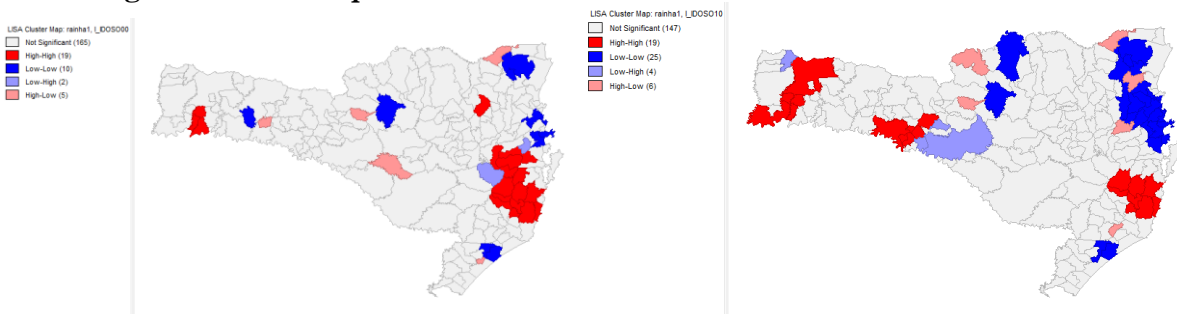 LISA Cluster Map: rainha1, I_IDOSO00
Not Significant (165)
High-High (19)
Low-Low (10)
Low-High (2)
High-Low (5)
LISA Cluster Map: rainha1, I_IDOSO10
Not Significant (147)
High-High (19)
Low-Low (25)
Low-High (4)
High-Low (6)